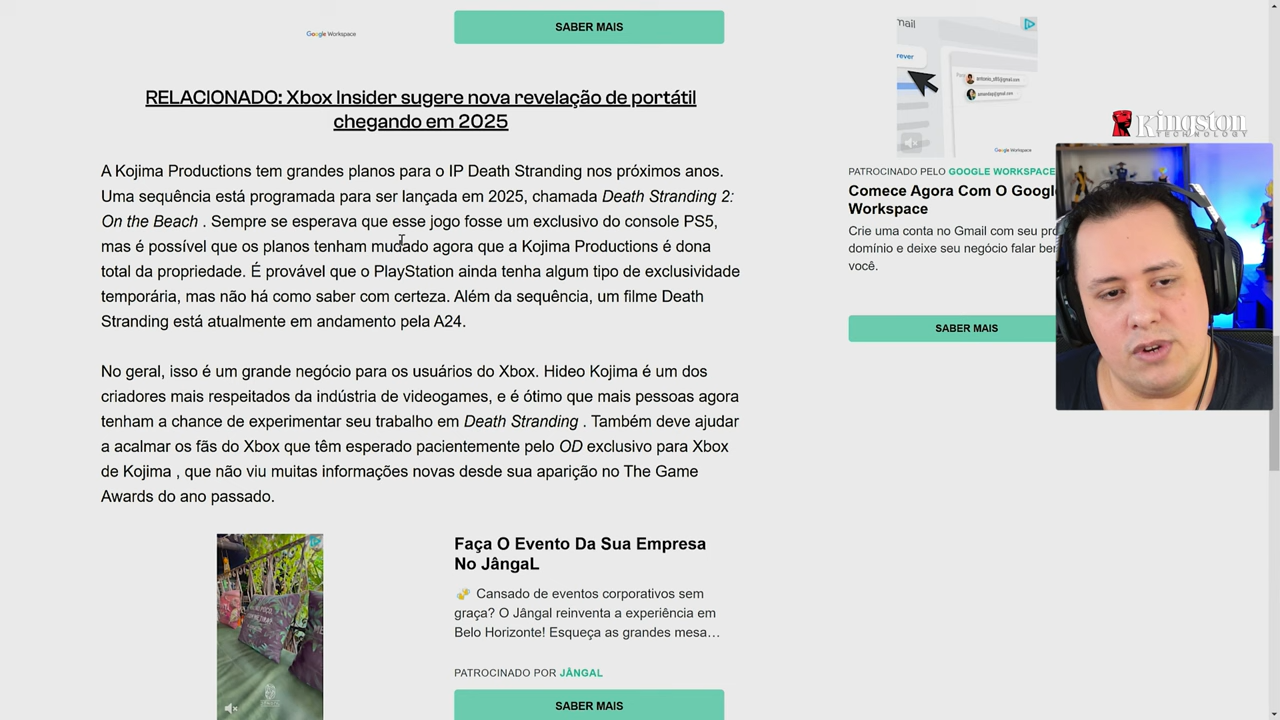 Google Workspace
SABER MAIS
RELACIONADO: Xbox Insider sugere nova revelação de portátil
chegando em 2025
A Kojima Productions tem grandes planos para o IP Death Stranding nos próximos anos.
Uma sequência está programada para ser lançada em 2025, chamada Death Stranding 2:
On the Beach . Sempre se esperava que esse jogo fosse um exclusivo do console PS5,
mas é possível que os planos tenham mudado agora que a Kojima Productions é dona
total da propriedade. É provável que o PlayStation ainda tenha algum tipo de exclusividade
temporária, mas não há como saber com certeza. Além da sequência, um filme Death
Stranding está atualmente em andamento pela A24.
No geral, isso é um grande negócio para os usuários do Xbox. Hideo Kojima é um dos
criadores mais respeitados da indústria de videogames, e é ótimo que mais pessoas agora
tenham a chance de experimentar seu trabalho em Death Stranding . Também deve ajudar
a acalmar os fãs do Xbox que têm esperado pacientemente pelo OD exclusivo para Xbox
de Kojima , que não viu muitas informações novas desde sua aparição no The Game
Awards do ano passado.
Faça O Evento Da Sua Empresa
No JângaL
Cansado de eventos corporativos sem
graça? O Jângal reinventa a experiência em
Belo Horizonte! Esqueça as grandes mesa…
PATROCINADO POR JÂNGAL
SABER MAIS
mail
rever
Google Workspace
PATROCINADO PELO GOOGLE WORKSPACE
Comece Agora Com O Google
Workspace
Crie uma conta no Gmail com seu pro
domínio e deixe seu negócio falar ber
você.
SABER MAIS
Kingston
TECHNOLOGY